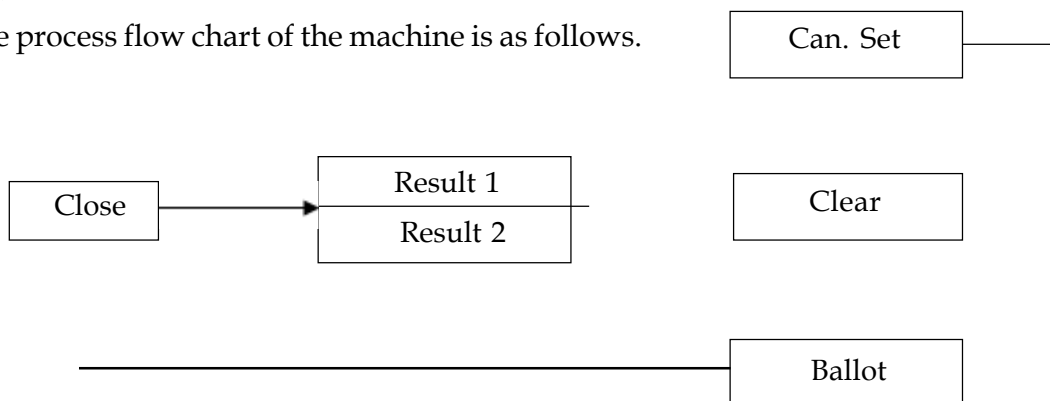 e process flow chart of the machine is as follows.
Can. Set
Close
Result 1
Result 2
Clear
Ballot